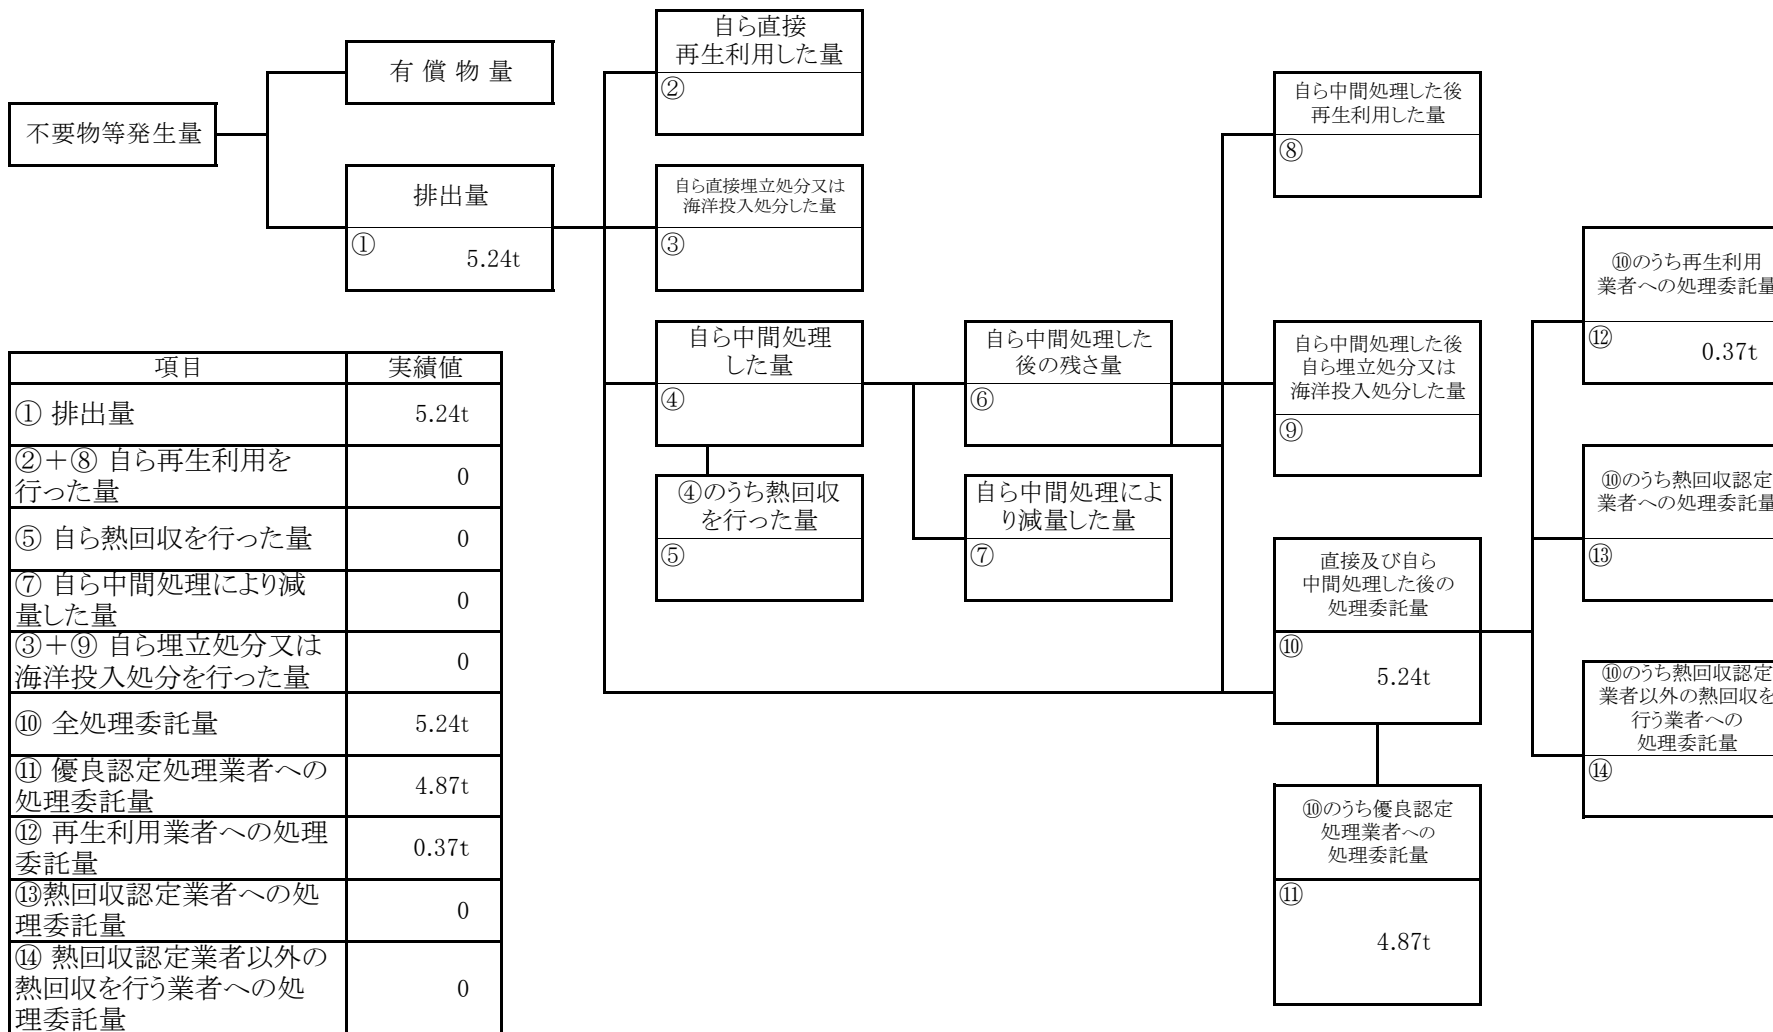 不要物等発生量
有 償 物 量
排出量
①
5.24t
自ら直接
再生利用した量
②
自ら直接埋立処分又は
海洋投入処分した量
③
自ら中間処理
した量
④
④のうち熱回収
を行った量
⑤
自ら中間処理した
後の残さ量
⑥
自ら中間処理によ
り減量した量
⑦
自ら中間処理した後
再生利用した量
⑧
自ら中間処理した後
自ら埋立処分又は
海洋投入処分した量
⑨
直接及び自ら
中間処理した後の
処理委託量
⑩
5.24t
⑩のうち優良認定
処理業者への
処理委託量
⑪
4.87t
⑩のうち再生利用
業者への処理委託量
⑫
0.37t
⑩のうち熱回収認定
業者への処理委託量
⑬
⑩のうち熱回収認定
業者以外の熱回収を
行う業者への
処理委託量
⑭
項目 実績値
① 排出量 5.24t
②＋⑧ 自ら再生利用を
行った量 0
⑤ 自ら熱回収を行った量 0
⑦ 自ら中間処理により減
量した量 0
③＋⑨ 自ら埋立処分又は
海洋投入処分を行った量 0
⑩ 全処理委託量 5.24t
⑪ 優良認定処理業者への
処理委託量 4.87t
⑫ 再生利用業者への処理
委託量 0.37t
⑬熱回収認定業者への処
理委託量 0
⑭ 熱回収認定業者以外の
熱回収を行う業者への処
理委託量 0